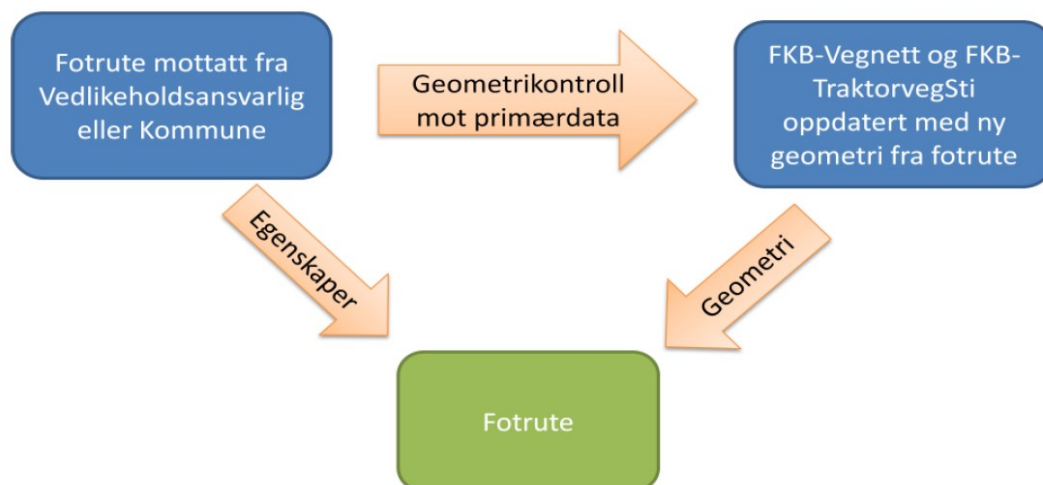 Fotrute mottatt fra
Vedlikeholdsansvarlig
eller Kommune
Geometrikontroll
mot primærdata
FKB-Vegnett og FKB-
TraktorvegSti
oppdatert med ny
geometri fra fotrute
Egenskaper
Geometri
Fotrute